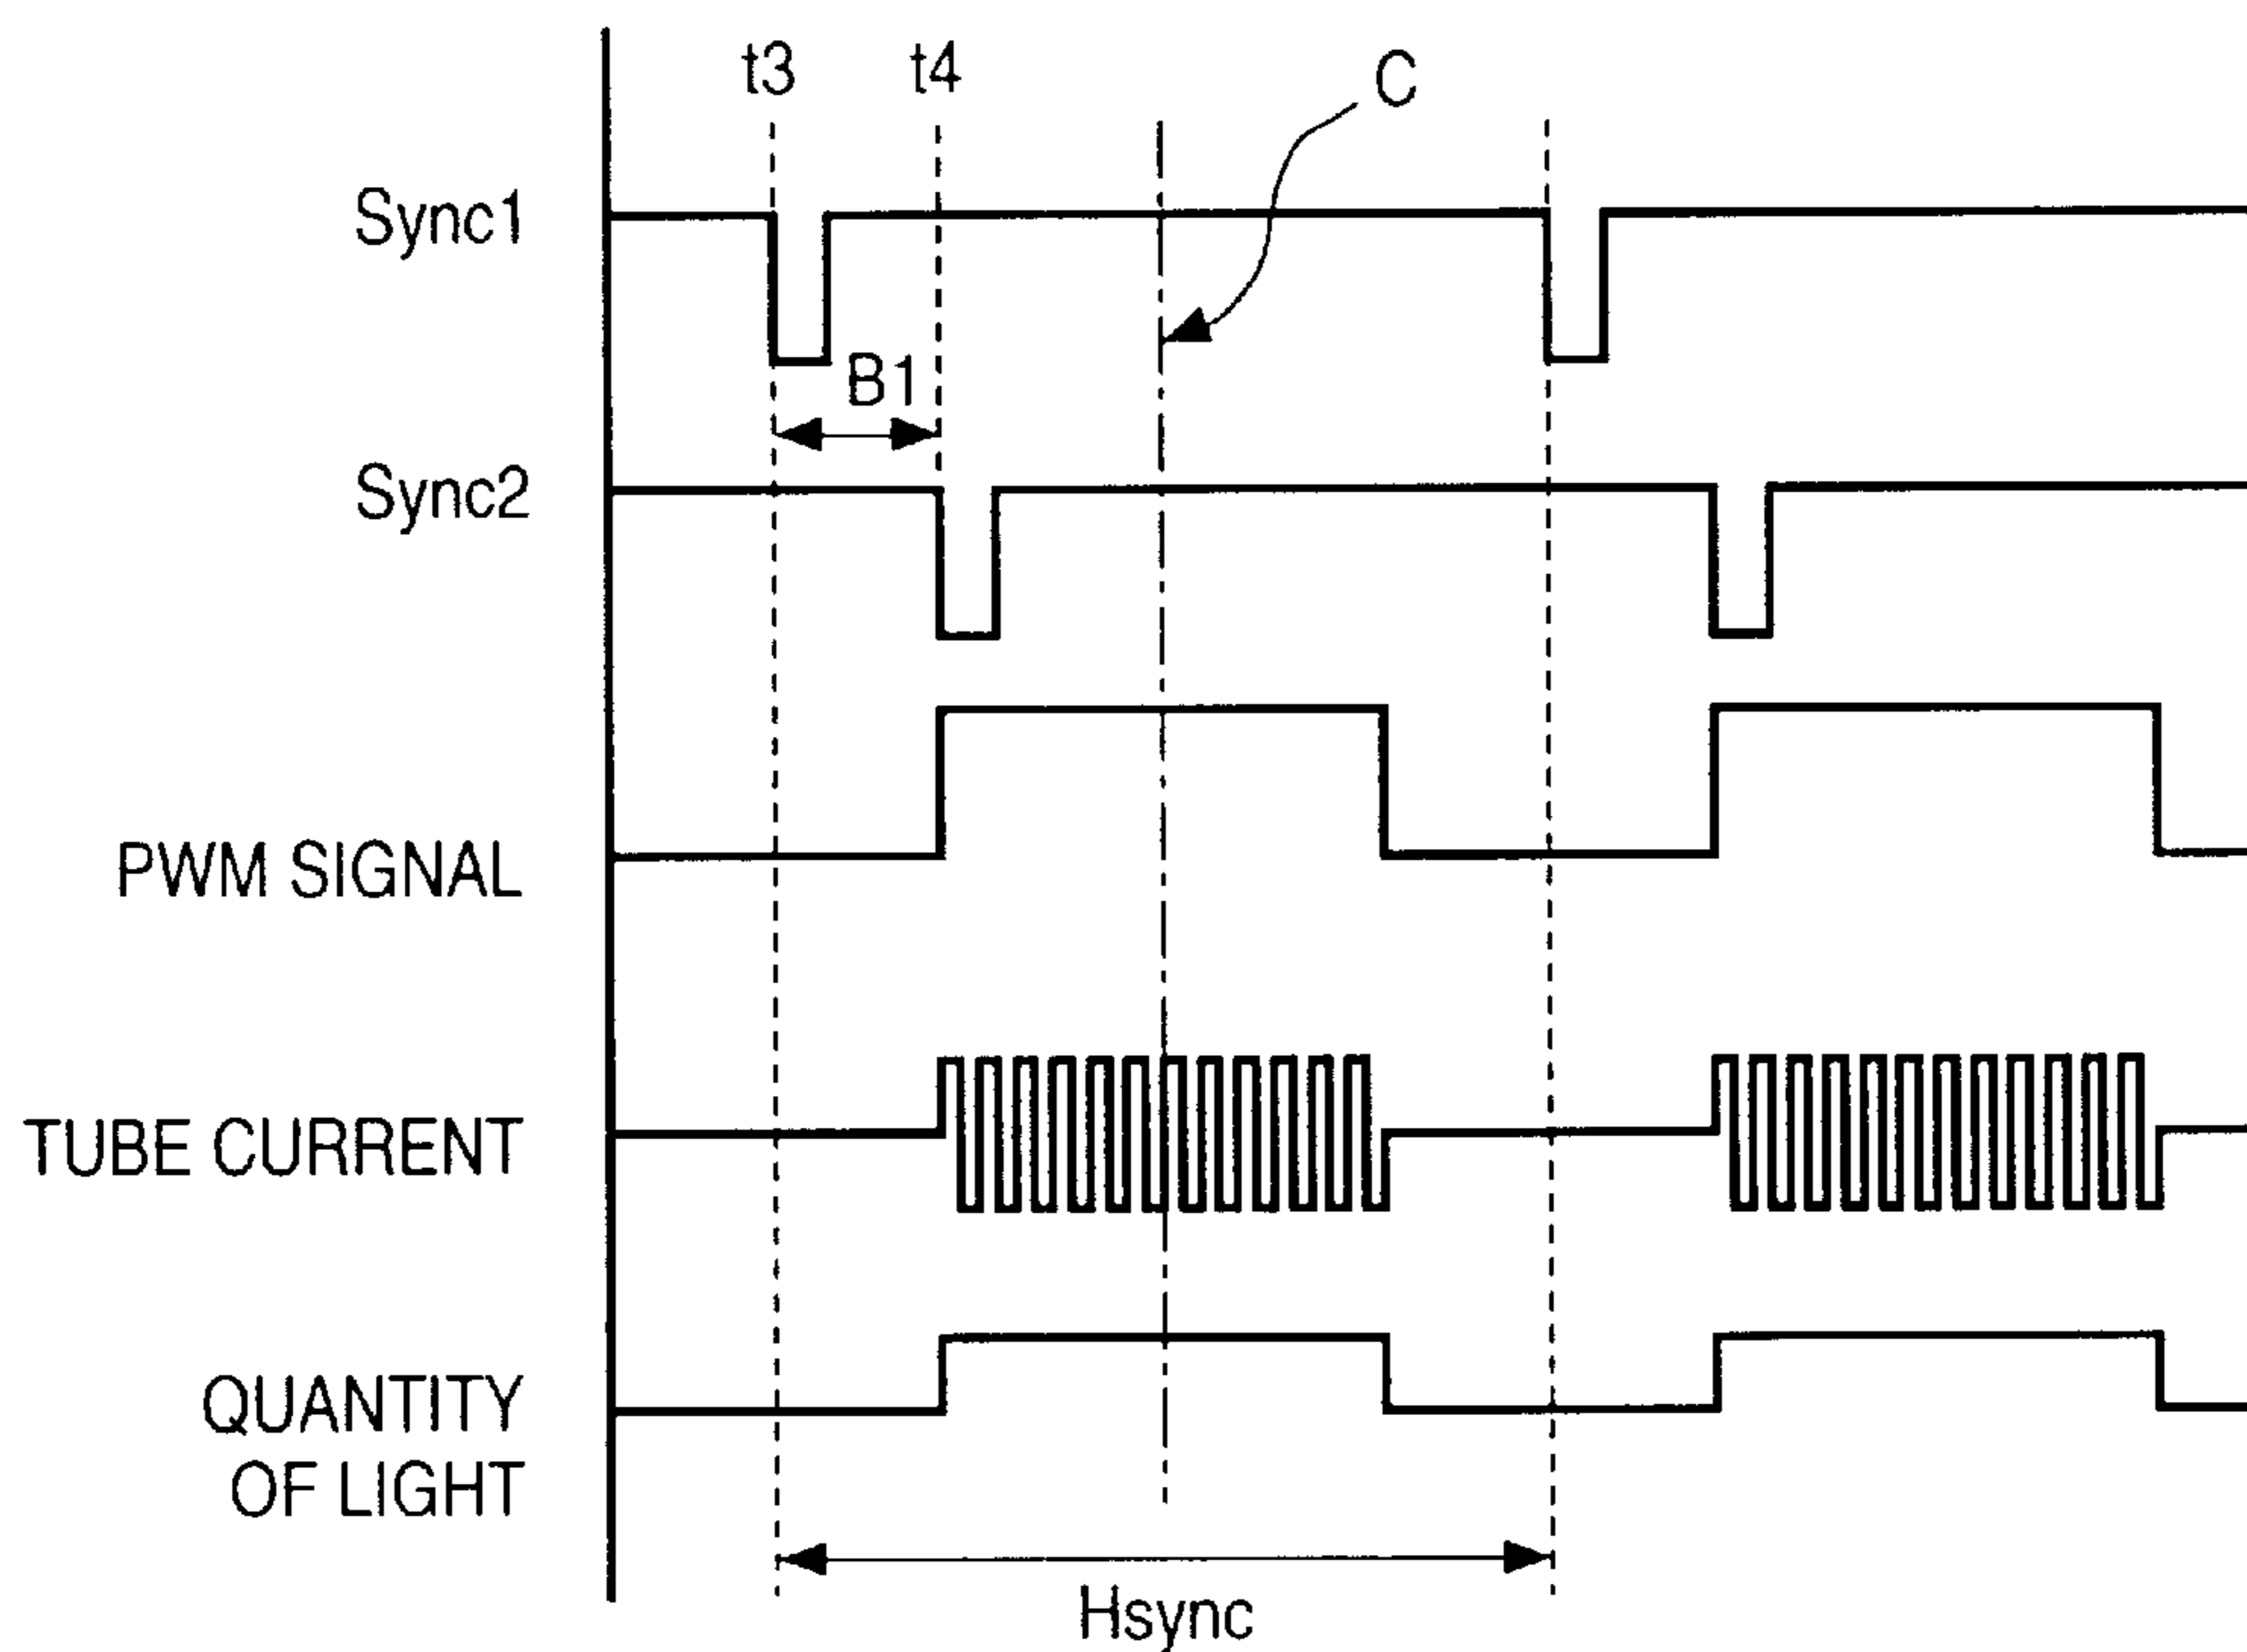 t3
t4
C
Sync1
B1
Sync2
PWM SIGNAL
TUBE CURRENT
QUANTITY
OF LIGHT
Hsync